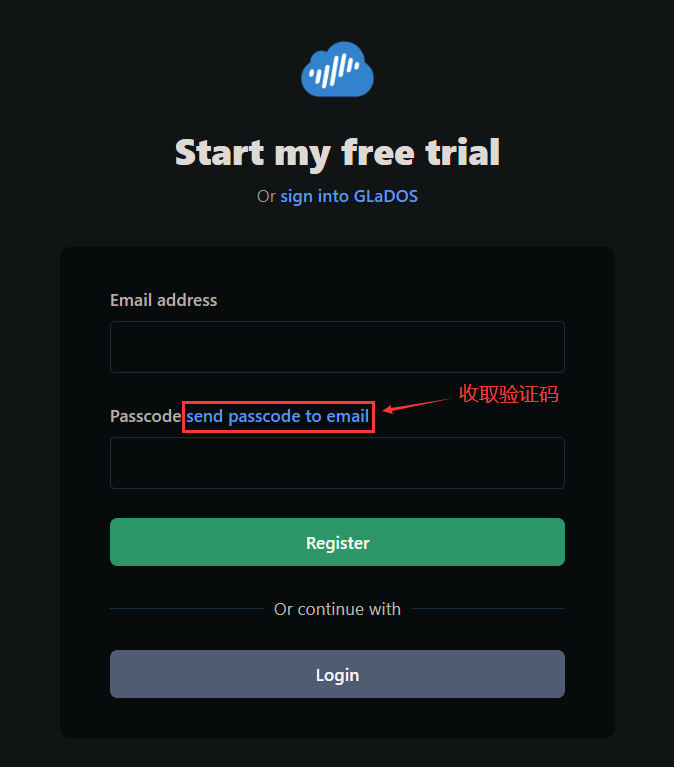 Start my free trial
Or sign into GLaDOS
Email address
收取验证码
Passcode send passcode to email
Register
Or continue with
Login